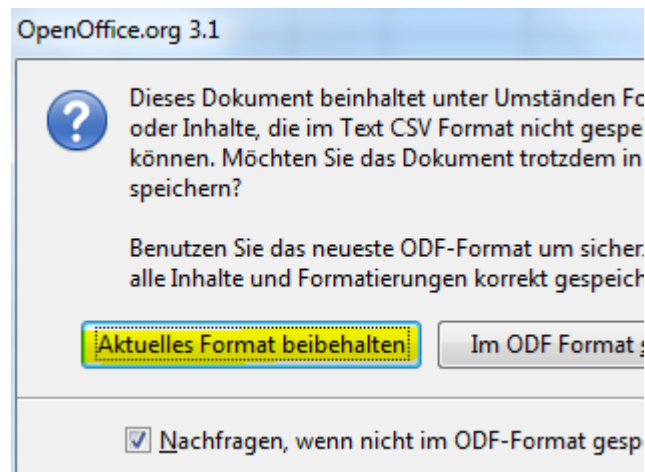 OpenOffice.org 3.1
Dieses Dokument beinhaltet unter Umständen
oder Inhalte, die im Text CSV Format nicht
können. Möchten Sie das Dokument trotzdem in
speichern?
Benutzen Sie das neueste ODF-Format um
alle Inhalte und Formatierungen korrekt
Aktuelles Format beibehalten
Im ODF Format
Nachfragen, wenn nicht im ODF-Format